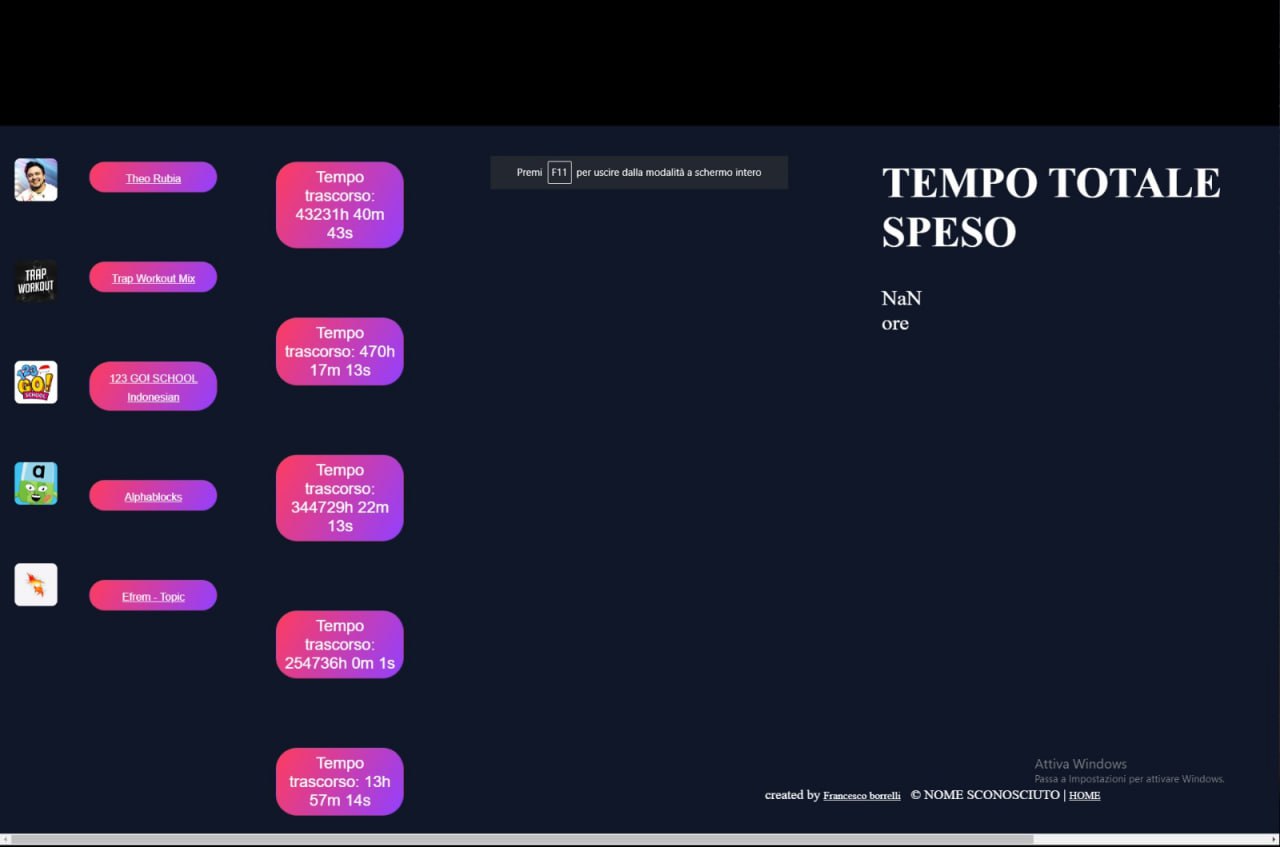 Theo Rubia
Tempo
trascorso:
43231h 40m
43s
Premi F11 per uscire dalla modalità a schermo intero
TEMPO TOTALE
SPESO
NaN
ore
TRAP
WORKOUT
Trap Workout Mix
Tempo
trascorso: 470h
17m 13s
123
GO!
SCHOOL
123 GO! SCHOOL
Indonesian
Tempo
trascorso:
344729h 22m
13s
a
Alphablocks
Efrem - Topic
Tempo
trascorso:
254736h 0m 1s
Tempo
trascorso: 13h
57m 14s
Attiva Windows
Passa a Impostazioni per attivare Windows.
created by Francesco borrelli © NOME SCONOSCIUTO | HOME